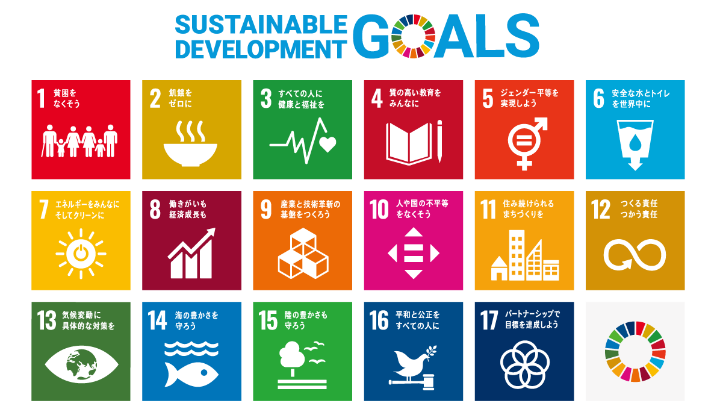 SUSTAINABLE
DEVELOPMENT
GOALS
1 貧困を
なくそう
2 飢餓を
ゼロに
3 すべての人に
健康と福祉を
4 質の高い教育を
みんなに
5 ジェンダー平等を
実現しよう
6 安全な水とトイレ
を世界中に
7 エネルギーをみんなに
そしてクリーンに
8 働きがいも
経済成長も
9 産業と技術革新の
基盤をつくろう
10 人や国の不平等
をなくそう
11 住み続けられる
まちづくりを
12 つくる責任
つかう責任
13 気候変動に
具体的な対策を
14 海の豊かさを
守ろう
15 陸の豊かさも
守ろう
16 平和と公正を
すべての人に
17 パートナーシップで
目標を達成しよう